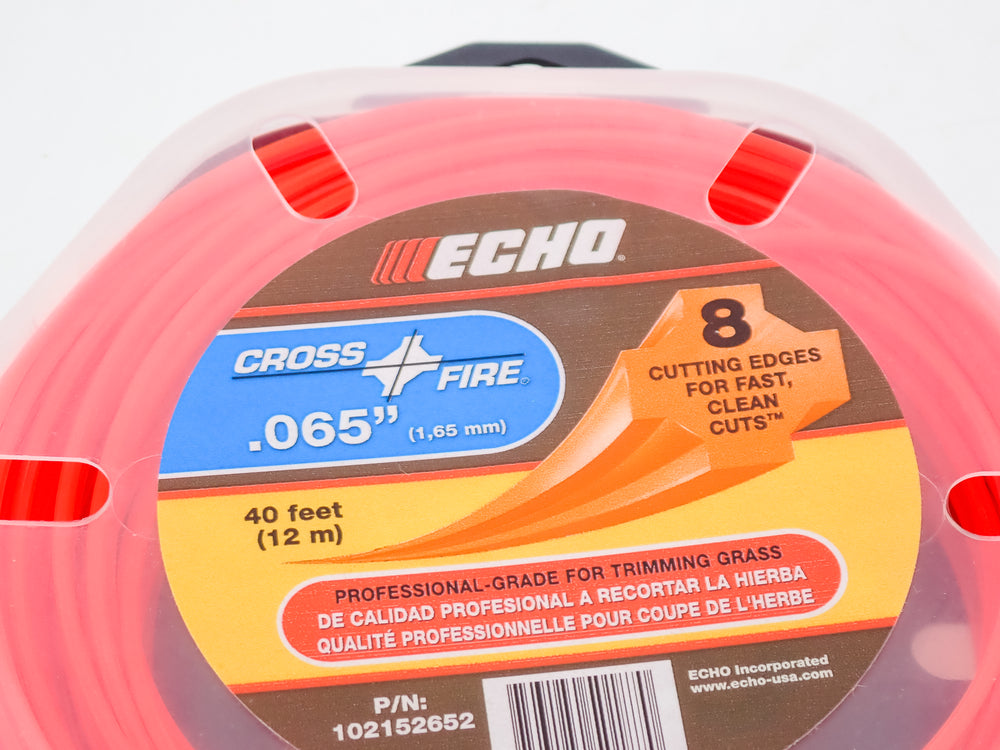 ECHO®
CROSS FIRE®
.065” (1,65 mm)
8
CUTTING EDGES
FOR FAST,
CLEAN
CUTS™
40 feet
(12 m)
PROFESSIONAL-GRADE FOR TRIMMING GRASS
DE CALIDAD PROFESIONAL A RECORTAR LA HIERBA
QUALITÉ PROFESSIONNELLE POUR COUPE DE L'HERBE
P/N:
102152652
ECHO Incorporated
www.echo-usa.com